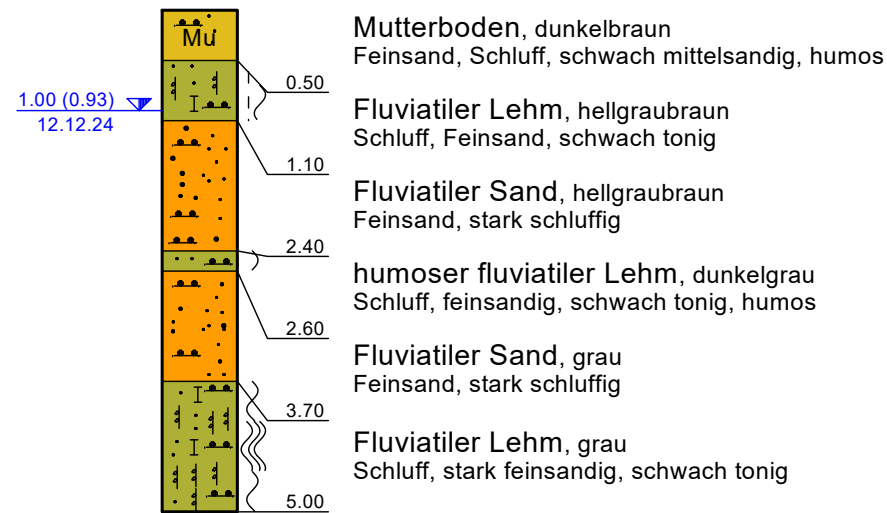 Mutterboden, dunkelbraun
Mu
Feinsand, Schluff, schwach mittelsandig, humos
0.50
1.00 (0.93)
12.12.24
Fluviatiler Lehm, hellgraubraun
Schluff, Feinsand, schwach tonig
1.10
Fluviatiler Sand, hellgraubraun
Feinsand, stark schluffig
2.40
humoser fluviatiler Lehm, dunkelgrau
Schluff, feinsandig, schwach tonig, humos
2.60
Fluviatiler Sand, grau
Feinsand, stark schluffig
3.70
Fluviatiler Lehm, grau
Schluff, stark feinsandig, schwach tonig
5.00